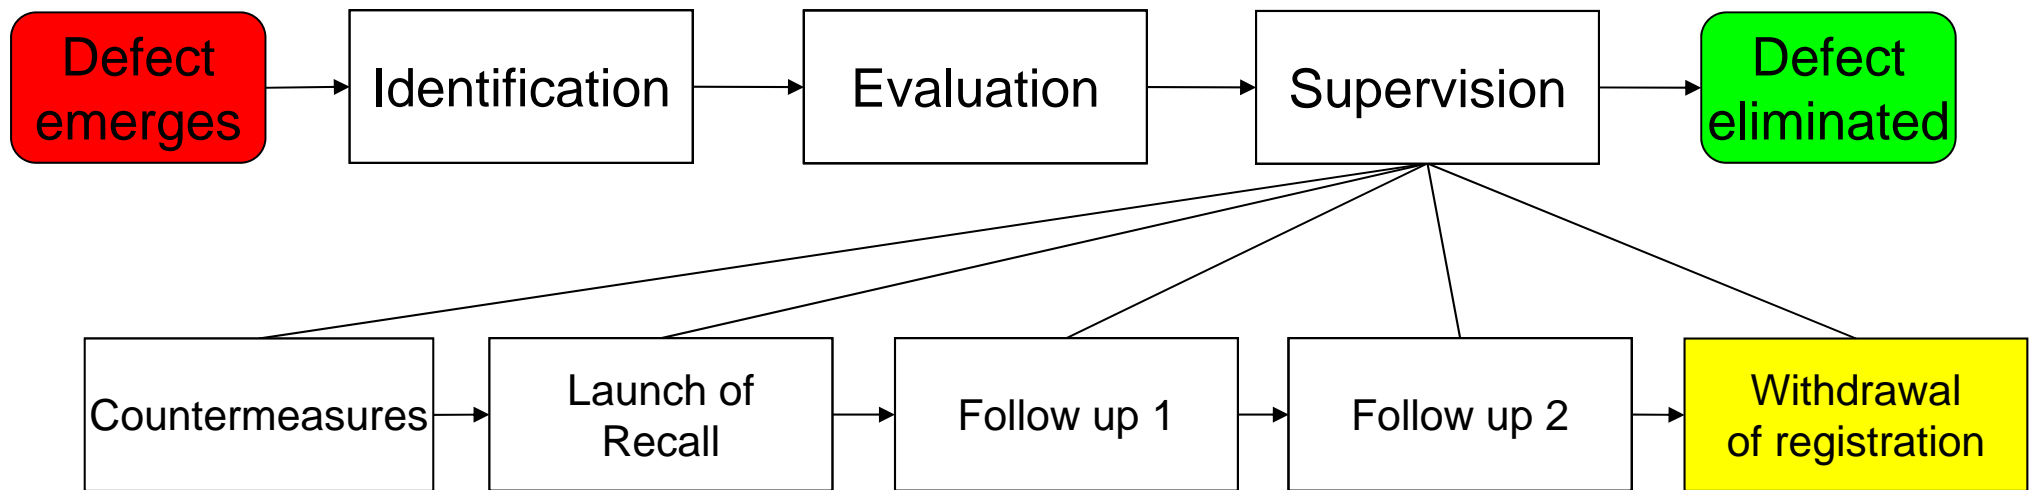 Defect
emerges
Identification
Evaluation
Supervision
Defect
eliminated
Countermeasures
Launch of
Recall
Follow up 1
Follow up 2
Withdrawal
of registration